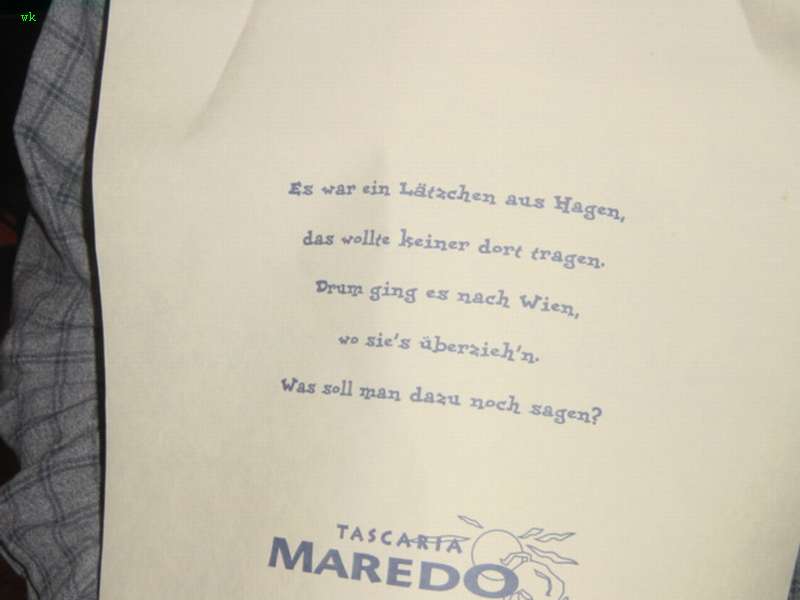 wk
Es war ein Lätzchen aus Hagen,
das wollte keiner dort tragen.
Drum ging es nach Wien,
wo sie's überzieh'n.
Was soll man dazu noch sagen?
TASCARIA
MAREDO